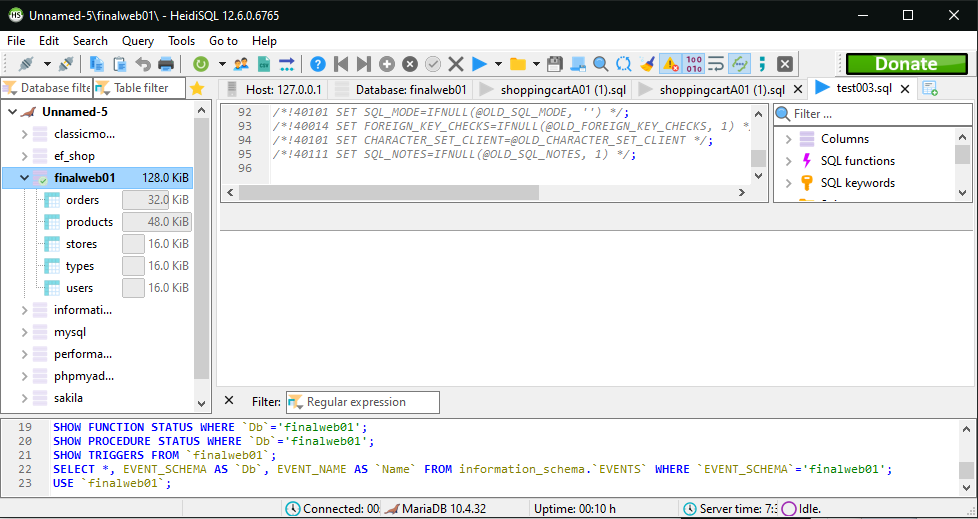 Unnamed-5\finalweb01\ - HeidiSQL 12.6.0.6765
File Edit Search Query Tools Go to Help
Donate
Database filte Table filter Host: 127.0.0.1 Database: finalweb01 shoppingcartA01 (1).sql shoppingcartA01 (1).sql test003.sql
Unnamed-5
classicmo...
ef_shop
finalweb01 128.0 KiB
orders 32.0 KiB
products 48.0 KiB
stores 16.0 KiB
types 16.0 KiB
users 16.0 KiB
informati...
mysql
performa...
phpmyad...
sakila
92 /*!40101 SET SQL_MODE=IFNULL(@OLD_SQL_MODE, '') */;
93 /*!40014 SET FOREIGN_KEY_CHECKS=IFNULL(@OLD_FOREIGN_KEY_CHECKS, 1) *
94 /*!40101 SET CHARACTER_SET_CLIENT=@OLD_CHARACTER_SET_CLIENT */;
95 /*!40111 SET SQL_NOTES=IFNULL(@OLD_SQL_NOTES, 1) */;
96
Filter ...
Columns
SQL functions
SQL keywords
Filter: Regular expression
19 SHOW FUNCTION STATUS WHERE `Db`='finalweb01';
20 SHOW PROCEDURE STATUS WHERE `Db`='finalweb01';
21 SHOW TRIGGERS FROM `finalweb01`;
22 SELECT *, EVENT_SCHEMA AS `Db`, EVENT_NAME AS `Name` FROM information_schema.`EVENTS` WHERE `EVENT_SCHEMA`='finalweb01';
23 USE `finalweb01`;
Connected: 00: MariaDB 10.4.32 Uptime: 00:10 h Server time: 7:3 Idle.